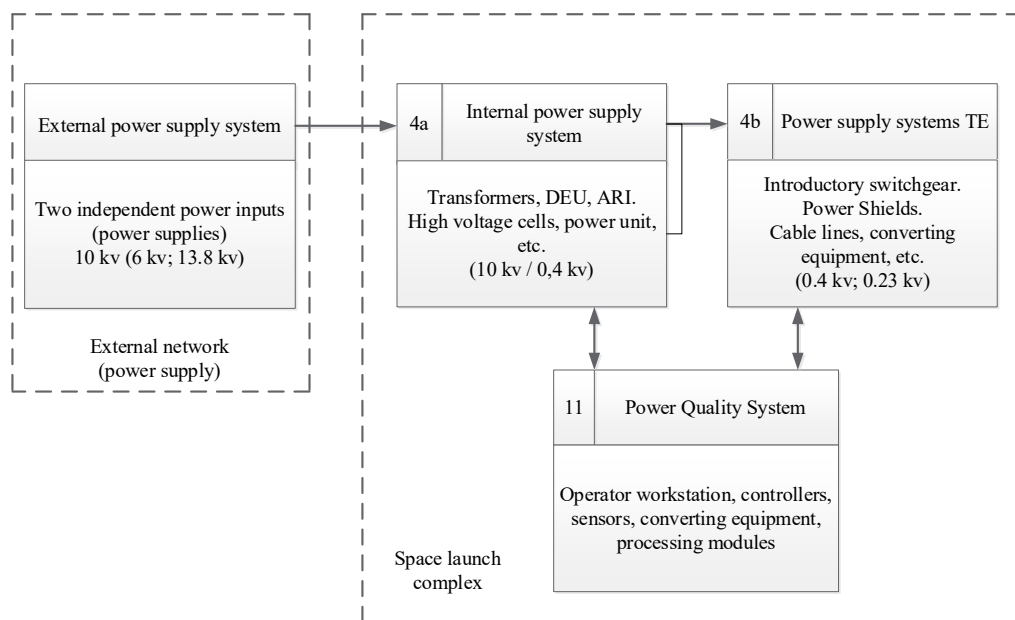 External power supply system
Two independent power inputs
(power supplies)
10 kv (6 kv; 13.8 kv)
External network
(power supply)
4a
Internal power supply
system
Transformers, DEU, ARI.
High voltage cells, power unit,
etc.
(10 kv / 0,4 kv)
4b
Power supply systems TE
Introductory switchgear.
Power Shields.
Cable lines, converting
equipment, etc.
(0.4 kv; 0.23 kv)
11
Power Quality System
Operator workstation, controllers,
sensors, converting equipment,
processing modules
Space launch
complex